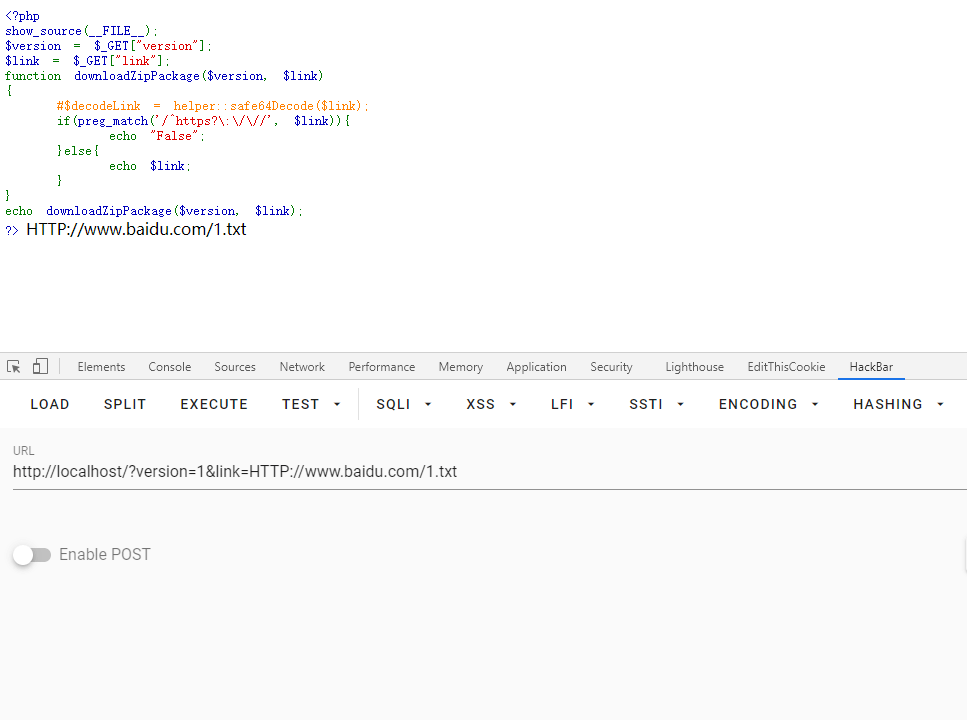 <?php
show_source(__FILE__);
$version = $_GET["version"];
$link = $_GET["link"];
function downloadZipPackage($version, $link)
{
#$decodeLink = helper::safe64Decode($link);
if(preg_match('/^https?\:\/\//', $link)){
echo "False";
}else{
echo $link;
}
}
echo downloadZipPackage($version, $link);
?> HTTP://www.baidu.com/1.txt
Elements Console Sources Network Performance Memory Application Security Lighthouse EditThisCookie HackBar
LOAD SPLIT EXECUTE TEST SQLI XSS LFI SSTI ENCODING HASHING
URL
http://localhost/?version=1&link=HTTP://www.baidu.com/1.txt
Enable POST